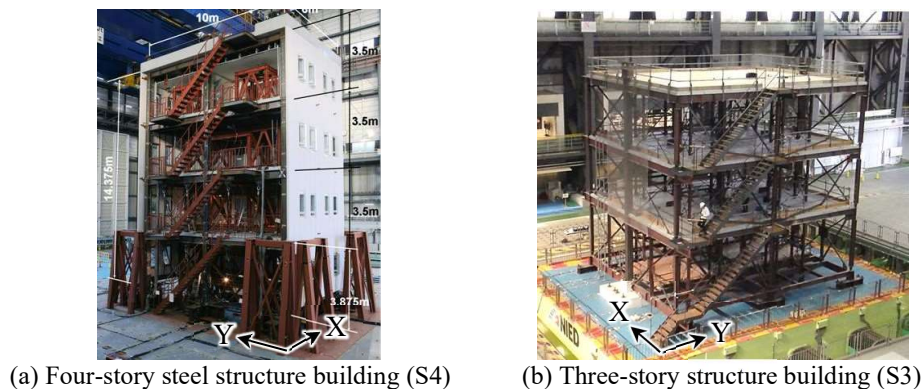 10m
3.5m
3.5m
14.375m
3.5m
3.875m
Y
X
X
NIED
Y
(a) Four-story steel structure building (S4)
(b) Three-story structure building (S3)